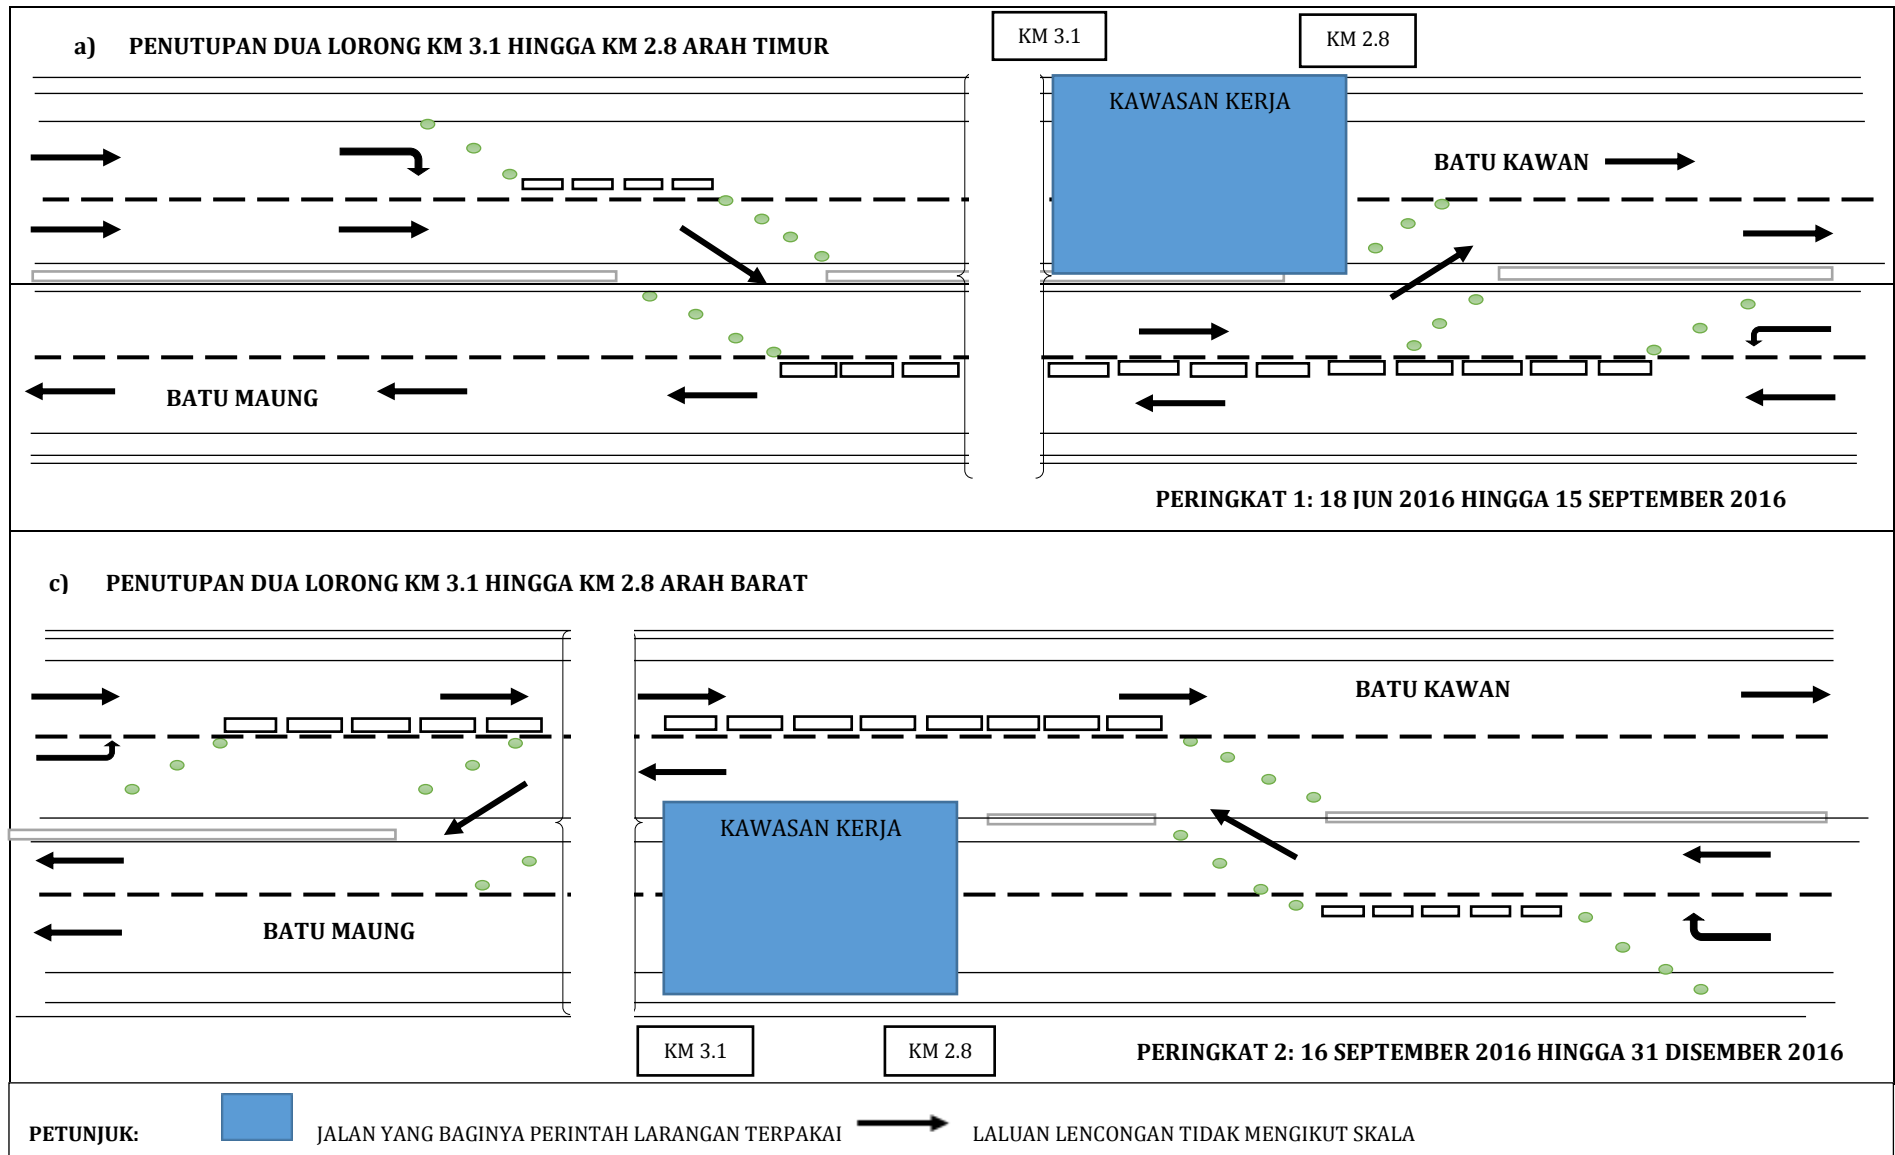 a) PENUTUPAN DUA LORONG KM 3.1 HINGGA KM 2.8 ARAH TIMUR
KM 3.1
KM 2.8
KAWASAN KERJA
BATU KAWAN
BATU MAUNG
PERINGKAT 1: 18 JUN 2016 HINGGA 15 SEPTEMBER 2016
c) PENUTUPAN DUA LORONG KM 3.1 HINGGA KM 2.8 ARAH BARAT
BATU KAWAN
KAWASAN KERJA
BATU MAUNG
KM 3.1
KM 2.8
PERINGKAT 2: 16 SEPTEMBER 2016 HINGGA 31 DISEMBER 2016
PETUNJUK: JALAN YANG BAGINYA PERINTAH LARANGAN TERPAKAI LALUAN LENCONGAN TIDAK MENGIKUT SKALA